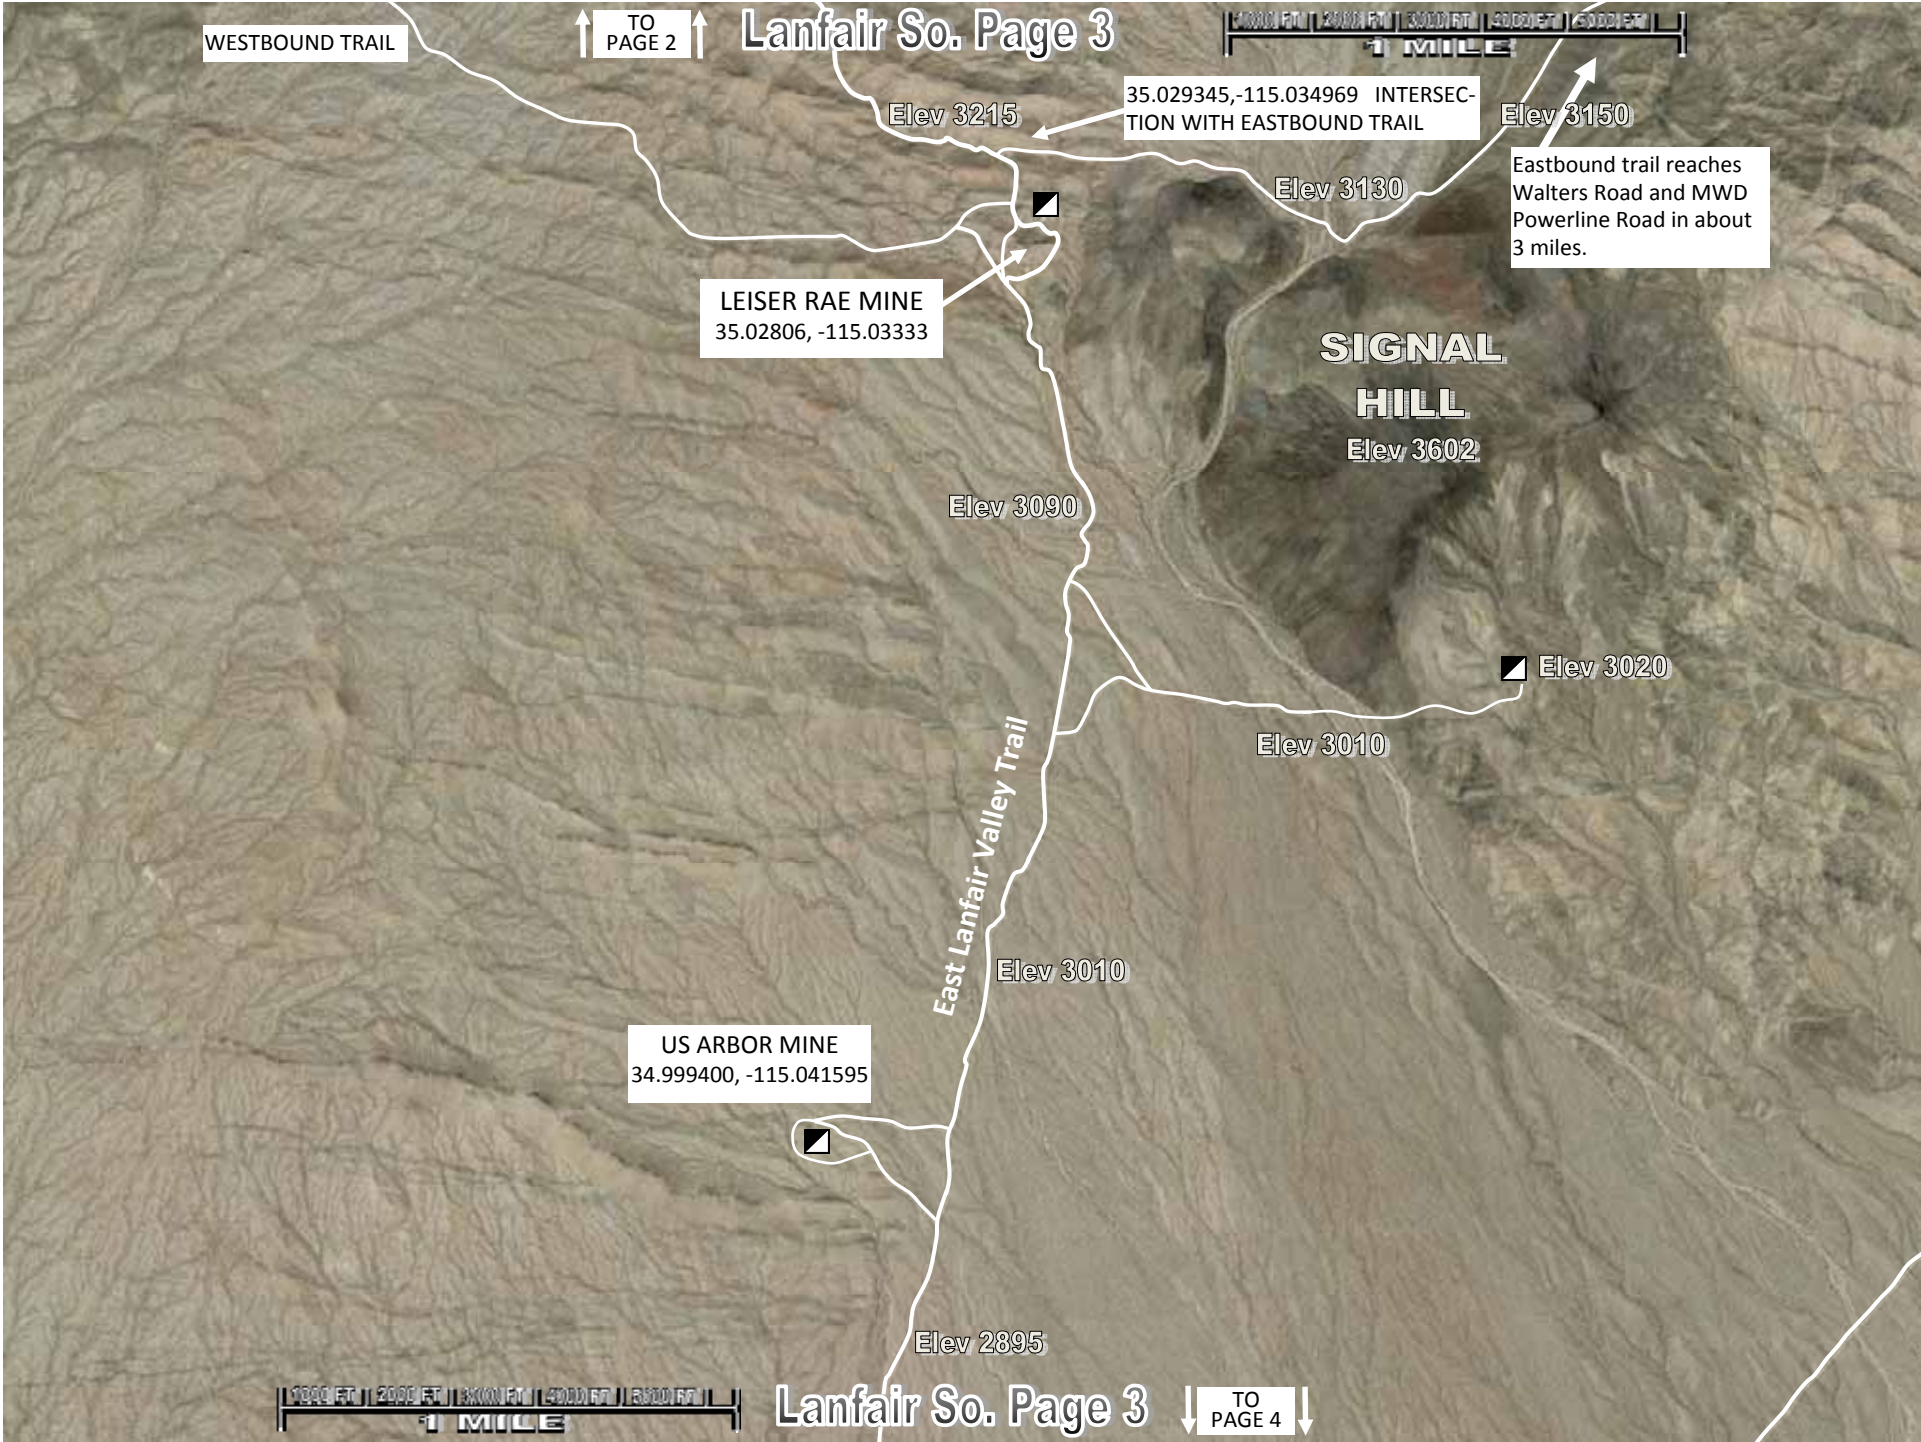 WESTBOUND TRAIL
TO
PAGE 2
Lanfair So. Page 3
1000 FT 2000 FT 3000 FT 4000 FT 5000 FT
1 MILE
Elev 3215
35.029345,-115.034969 INTERSEC-
TION WITH EASTBOUND TRAIL
Elev 3150
Eastbound trail reaches
Walters Road and MWD
Powerline Road in about
3 miles.
Elev 3130
LEISER RAE MINE
35.02806, -115.03333
SIGNAL
HILL
Elev 3602
Elev 3090
Elev 3020
Elev 3010
East Lanfair Valley Trail
Elev 3010
US ARBOR MINE
34.999400, -115.041595
Elev 2895
1000 FT 2000 FT 3000 FT 4000 FT 5000 FT
1 MILE
Lanfair So. Page 3
TO
PAGE 4